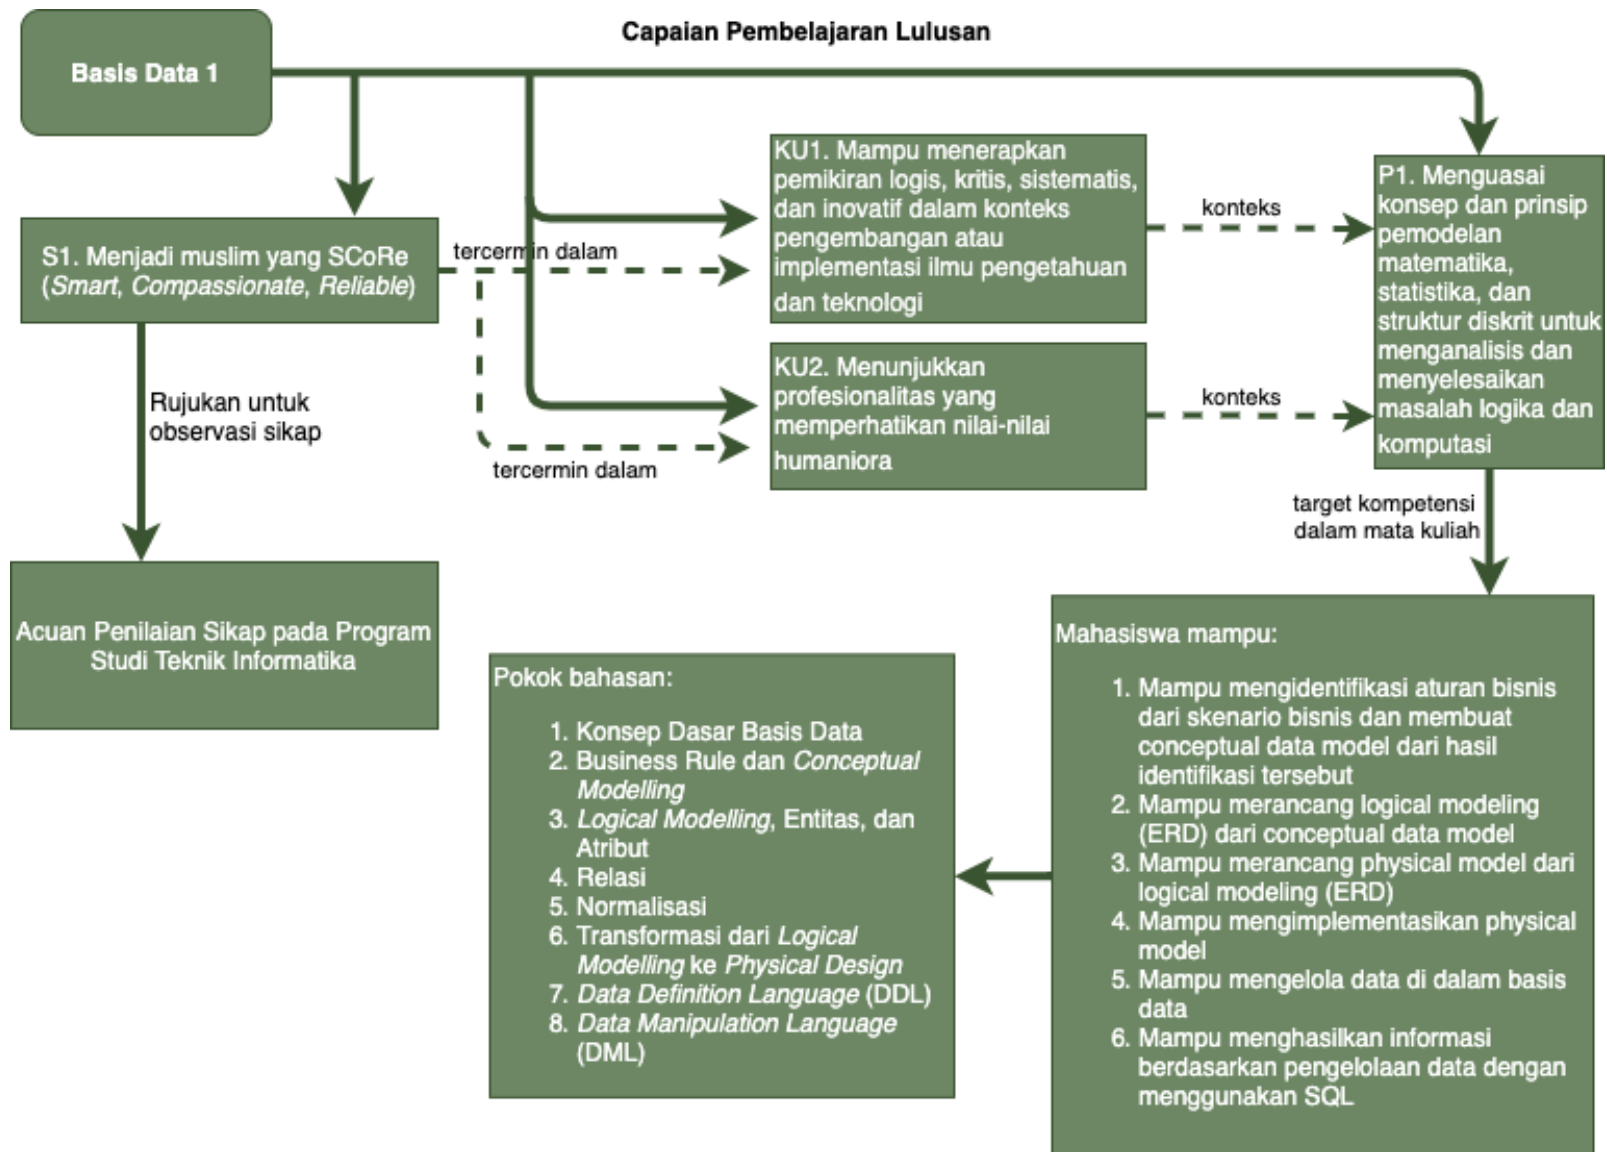 Capaian Pembelajaran Lulusan
Basis Data 1
KU1. Mampu menerapkan
pemikiran logis, kritis, sistematis,
dan inovatif dalam konteks
pengembangan atau
implementasi ilmu pengetahuan
dan teknologi
konteks
P1. Menguasai
konsep dan prinsip
pemodelan
matematika,
statistika, dan
struktur diskrit untuk
menganalisis dan
menyelesaikan
masalah logika dan
komputasi
S1. Menjadi muslim yang SCoRe
(Smart, Compassionate, Reliable)
tercermin dalam
KU2. Menunjukkan
profesionalitas yang
memperhatikan nilai-nilai
humaniora
konteks
tercermin dalam
Rujukan untuk
observasi sikap
target kompetensi
dalam mata kuliah
Acuan Penilaian Sikap pada Program
Studi Teknik Informatika
Pokok bahasan:
1. Konsep Dasar Basis Data
2. Business Rule dan Conceptual
Modelling
3. Logical Modelling, Entitas, dan
Atribut
4. Relasi
5. Normalisasi
6. Transformasi dari Logical
Modelling ke Physical Design
7. Data Definition Language (DDL)
8. Data Manipulation Language
(DML)
Mahasiswa mampu:
1. Mampu mengidentifikasi aturan bisnis
dari skenario bisnis dan membuat
conceptual data model dari hasil
identifikasi tersebut
2. Mampu merancang logical modeling
(ERD) dari conceptual data model
3. Mampu merancang physical model dari
logical modeling (ERD)
4. Mampu mengimplementasikan physical
model
5. Mampu mengelola data di dalam basis
data
6. Mampu menghasilkan informasi
berdasarkan pengelolaan data dengan
menggunakan SQL